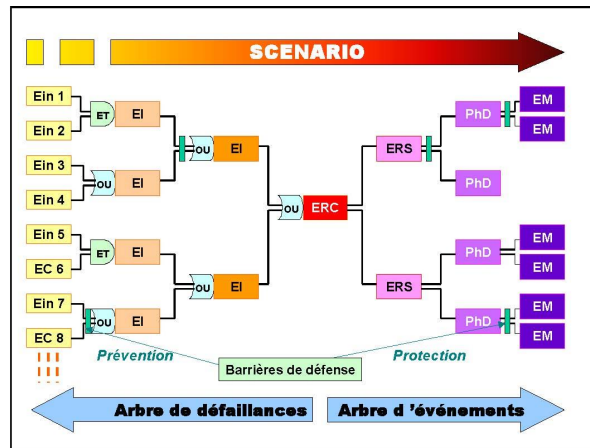 SCENARIO
Ein 1
Ein 2
ET
EI
Ein 3
Ein 4
OU
EI
OU
EI
Ein 5
EC 6
ET
EI
Ein 7
EC 8
OU
EI
OU
EI
OU
ERC
ERS
PhD
EM
EM
PhD
ERS
PhD
EM
EM
PhD
EM
EM
Prévention
Protection
Barrières de défense
Arbre de défaillances
Arbre d 'événements